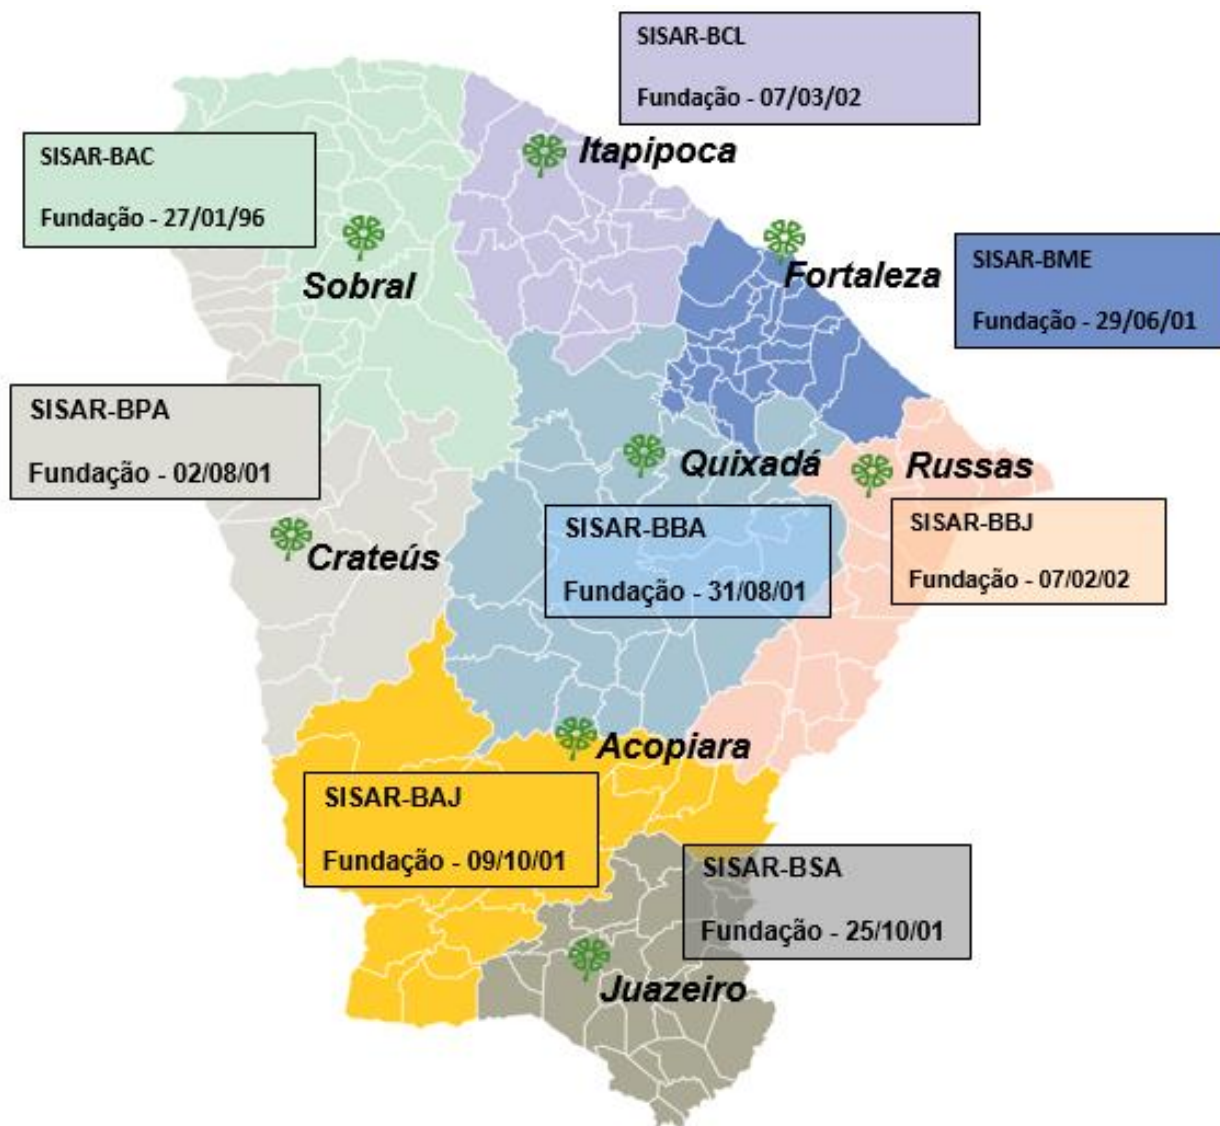 SISAR-BCL
Fundação - 07/03/02
Itapipoca
SISAR-BAC
Fundação - 27/01/96
Sobral
Fortaleza
SISAR-BME
Fundação - 29/06/01
SISAR-BPA
Fundação - 02/08/01
Crateús
Quixadá
SISAR-BBA
Fundação - 31/08/01
Russas
SISAR-BBJ
Fundação - 07/02/02
Acopiara
SISAR-BAJ
Fundação - 09/10/01
SISAR-BSA
Fundação - 25/10/01
Juazeiro